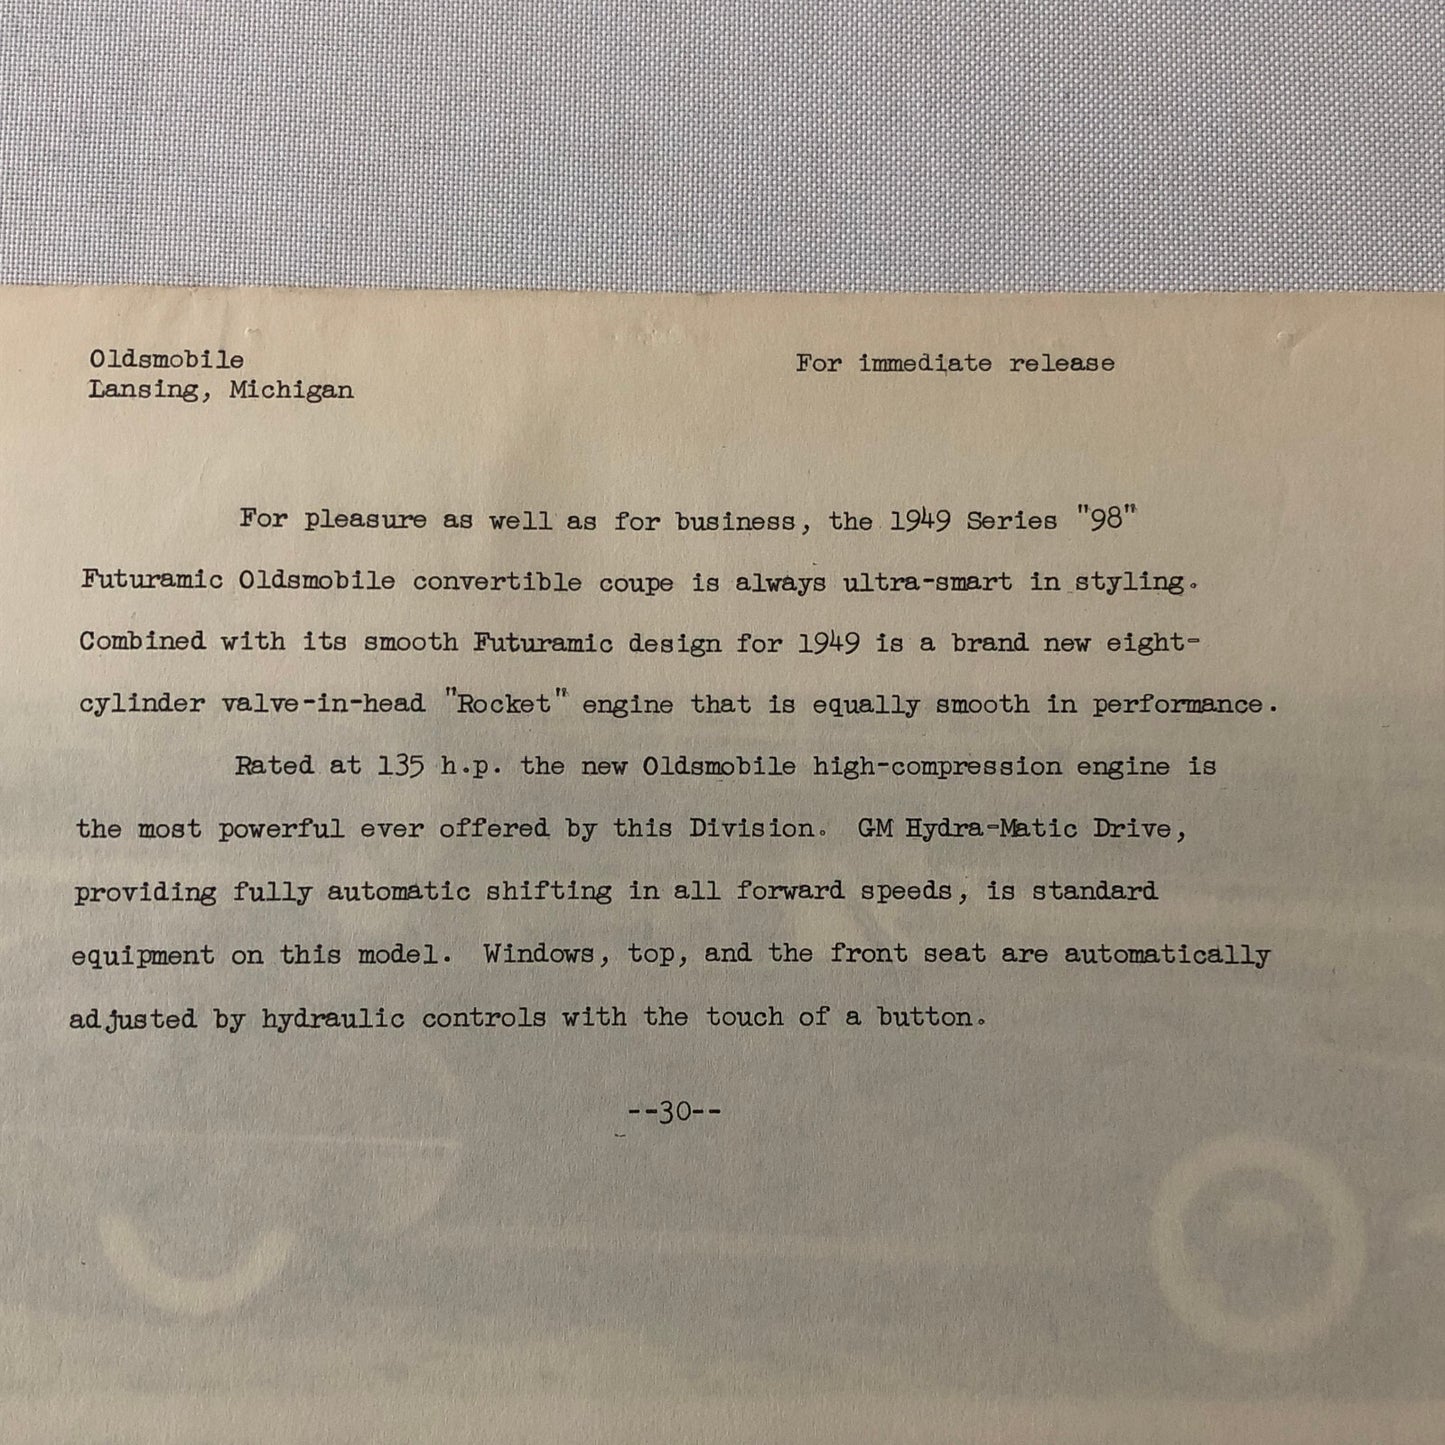 Oldsmobile
Lansing, Michigan
For immediate release
For pleasure as well as for business, the 1949 Series "98"
Futuramic Oldsmobile convertible coupe is always ultra-smart in styling.
Combined with its smooth Futuramic design for 1949 is a brand new eight-
cylinder valve-in-head "Rocket" engine that is equally smooth in performance.
Rated at 135 h.p. the new Oldsmobile high-compression engine is
the most powerful ever offered by this Division. GM Hydra-Matic Drive,
providing fully automatic shifting in all forward speeds, is standard
equipment on this model. Windows, top, and the front seat are automatically
adjusted by hydraulic controls with the touch of a button.
--30--